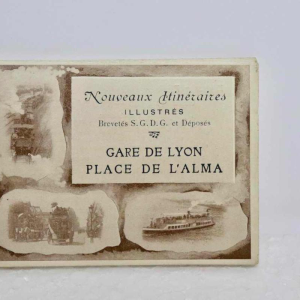 Nouveaux Itinéraires
ILLUSTRÉS
Brevetés S.G.D.G. et Déposés
GARE DE LYON
PLACE DE L'ALMA